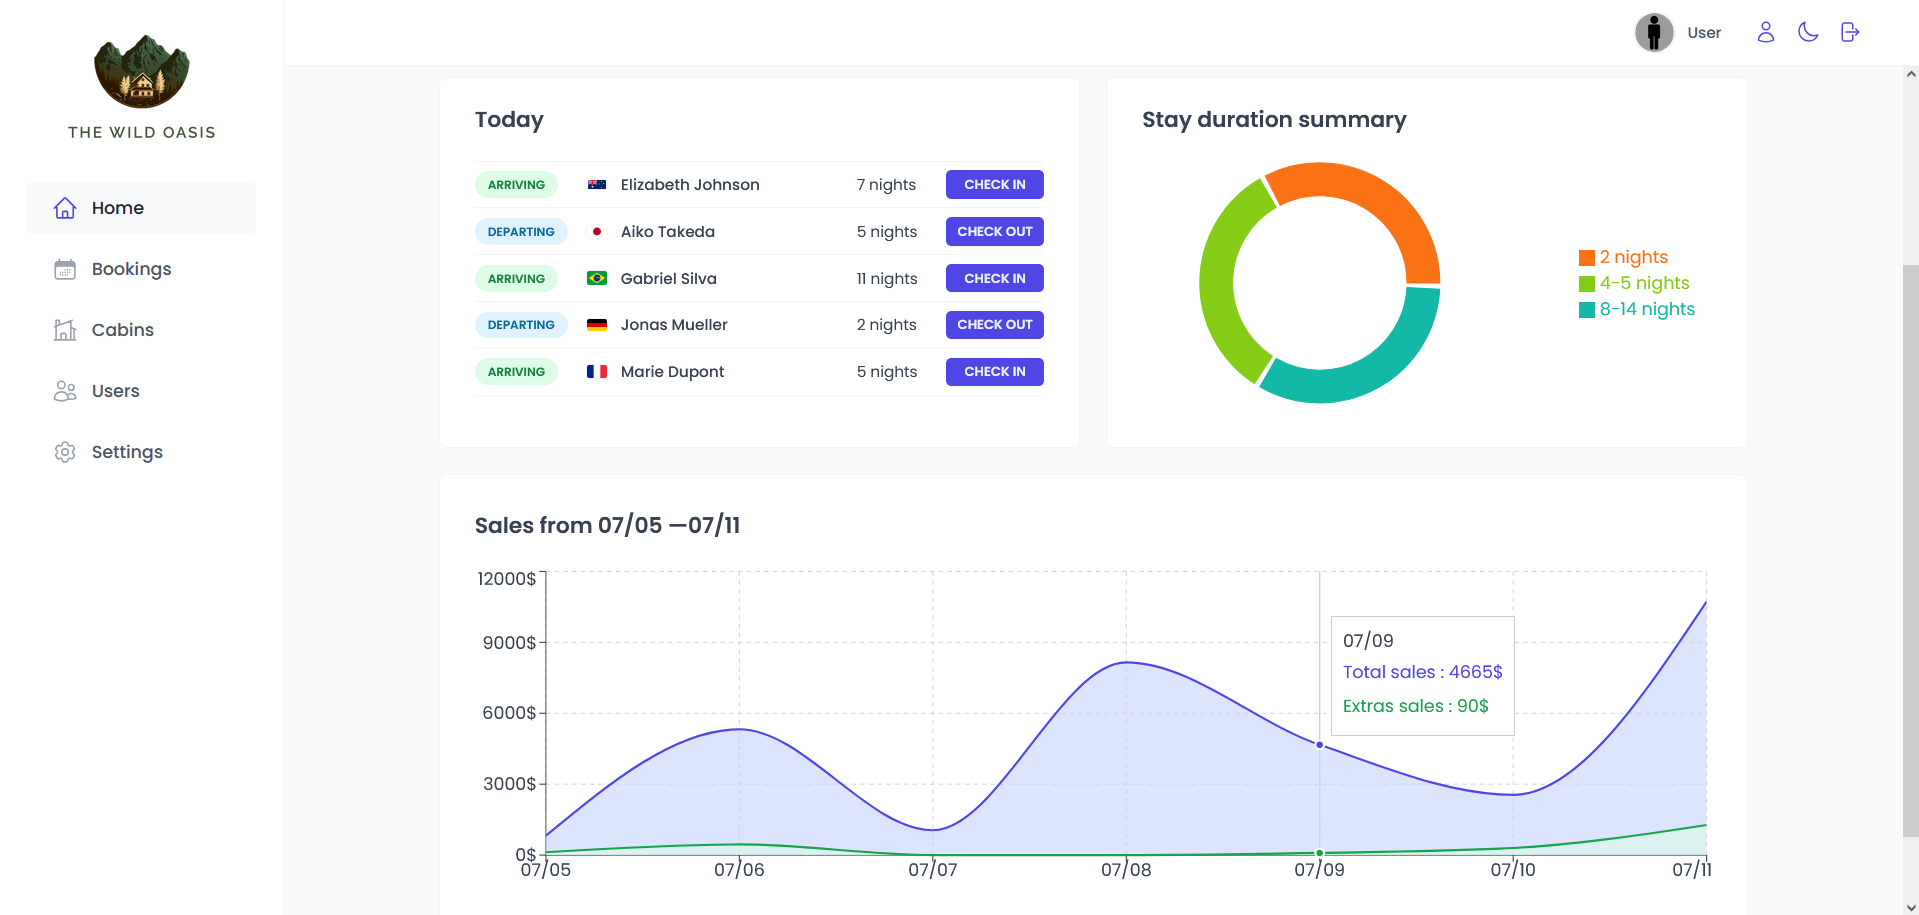 THE WILD OASIS
Home
Bookings
Cabins
Users
Settings
User
Today
ARRIVING Elizabeth Johnson 7 nights CHECK IN
DEPARTING Aiko Takeda 5 nights CHECK OUT
ARRIVING Gabriel Silva 11 nights CHECK IN
DEPARTING Jonas Mueller 2 nights CHECK OUT
ARRIVING Marie Dupont 5 nights CHECK IN
Stay duration summary
2 nights
4-5 nights
8-14 nights
Sales from 07/05 —07/11
12000$
9000$
6000$
3000$
0$
07/09
Total sales : 4665$
Extras sales : 90$
07/05 07/06 07/07 07/08 07/09 07/10 07/11